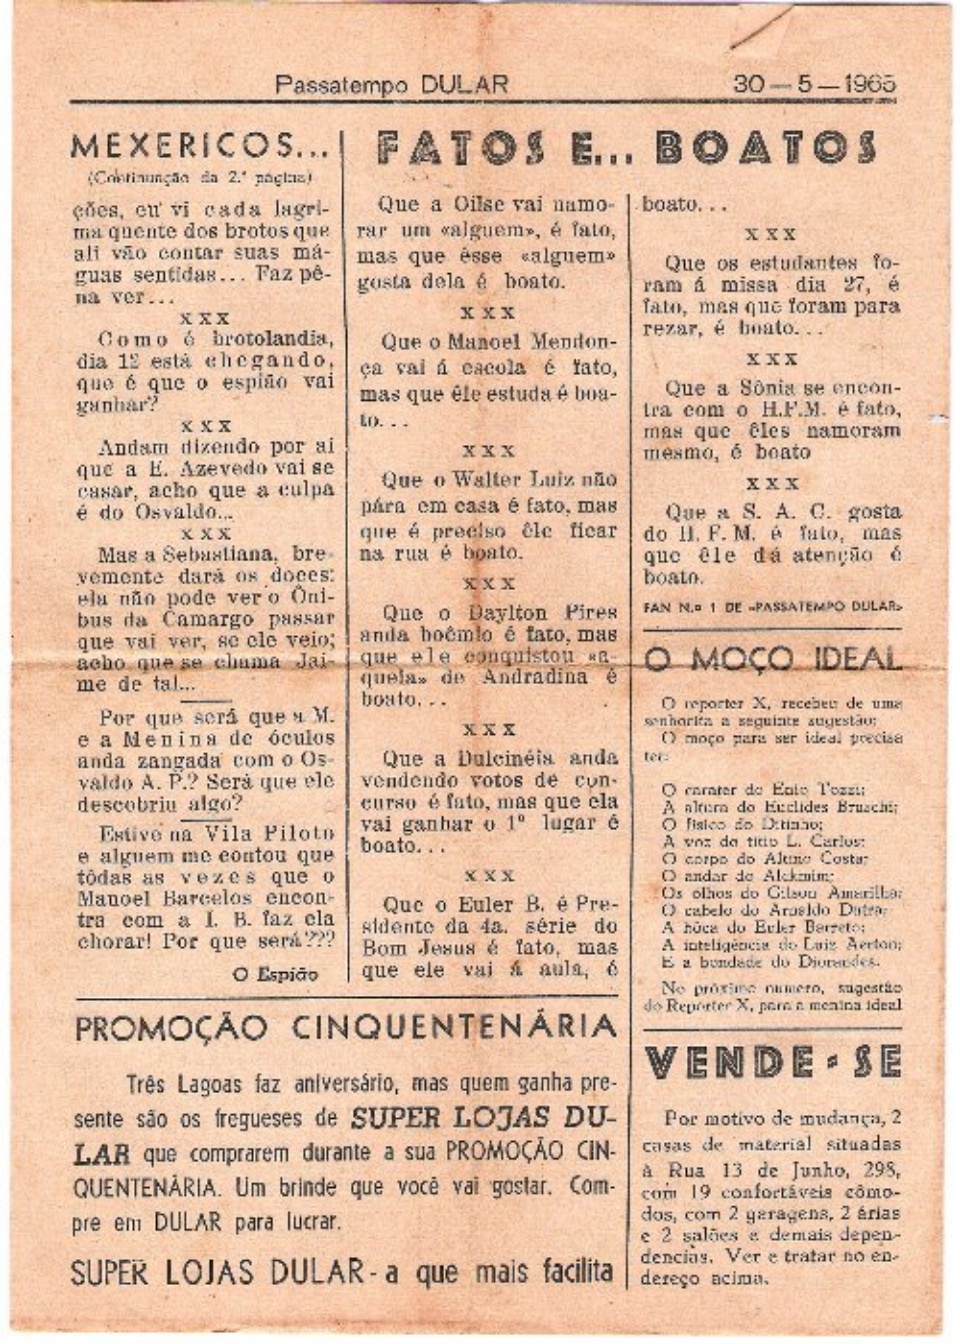 Passatempo DULAR 30 — 5 — 1965
MEXERICOS...
(Continuação da 2.ª página)
ções, eu vi cada lagri-
ma quente dos brotos que
ali vão contar suas má-
guas sentidas... Faz pê-
na ver...
x x x
Como é brotolandia,
dia 12 está chegando,
que é que o espião vai
ganhar?
x x x
Andam dizendo por ai
que a E. Azevedo vai se
casar, acho que a culpa
é do Osvaldo...
x x x
Mas a Sebastiana, bre-
vemente dará os doces;
ela não pode ver o Ôni-
bus da Camargo passar
que vai ver, se ele veio;
acho que se chama Jai-
me de tal...
Por que será que a M.
e a Menina de óculos
anda zangada com o Os-
valdo A. P.? Será que ele
descobriu algo?
Estive na Vila Piloto
e alguem me contou que
tôdas as vezes que o
Manoel Barcelos encon-
tra com a I. B. faz ela
chorar! Por que será???
O Espião
FATOS E... BOATOS
Que a Oilse vai namo-
rar um «alguem», é fato,
mas que êsse «alguem»
gosta dela é boato.
x x x
Que o Manoel Mendon-
ça vai á escola é fato,
mas que êle estuda é boa-
to...
x x x
Que o Walter Luiz não
pára em casa é fato, mas
que é preciso êle ficar
na rua é boato.
x x x
Que o Daylton Pires
anda boêmio é fato, mas
que ele conquistou «a-
quela» de Andradina é
boato...
x x x
Que a Dulcinéia anda
vendendo votos de con-
curso é fato, mas que ela
vai ganhar o 1º lugar é
boato...
x x x
Que o Euler B. é Pre-
sidente da 4a. série do
Bom Jesus é fato, mas
que ele vai á aula, é
boato...
x x x
Que os estudantes fo-
ram á missa dia 27, é
fato, mas que foram para
rezar, é boato...
x x x
Que a Sônia se encon-
tra com o H.F.M. é fato,
mas que êles namoram
mesmo, é boato
x x x
Que a S. A. C. gosta
do H. F. M. é fato, mas
que êle dá atenção é
boato.
FAN N.º 1 DE «PASSATEMPO DULAR»
O MOÇO IDEAL
O reporter X, recebeu de uma
senhorita a seguinte sugestão:
O moço para ser ideal precisa
ter:
O carater do Enio Tozzi;
A altura do Euclides Bruschi;
O fisico do Ditinho;
A voz do titio L. Carlos;
O corpo do Altino Costa;
O andar do Alckmim;
Os olhos do Gilson Amarilha;
O cabelo do Arnaldo Dutra;
A bôca do Euler Barreto;
A inteligência do Luiz Aerton;
E a bondade do Diorandes.
No próximo numero, sugestão
do Reporter X, para a menina ideal
VENDE-SE
Por motivo de mudança, 2
casas de material situadas
à Rua 13 de Junho, 298,
com 19 confortáveis cômo-
dos, com 2 garagens, 2 árias
e 2 salões e demais depen-
dencias. Ver e tratar no en-
dereço acima.
PROMOÇÃO CINQUENTENÁRIA
Três Lagoas faz aniversário, mas quem ganha pre-
sente são os fregueses de SUPER LOJAS DU-
LAR que comprarem durante a sua PROMOÇÃO CIN-
QUENTENÁRIA. Um brinde que você vai gostar. Com-
pre em DULAR para lucrar.
SUPER LOJAS DULAR - a que mais facilita